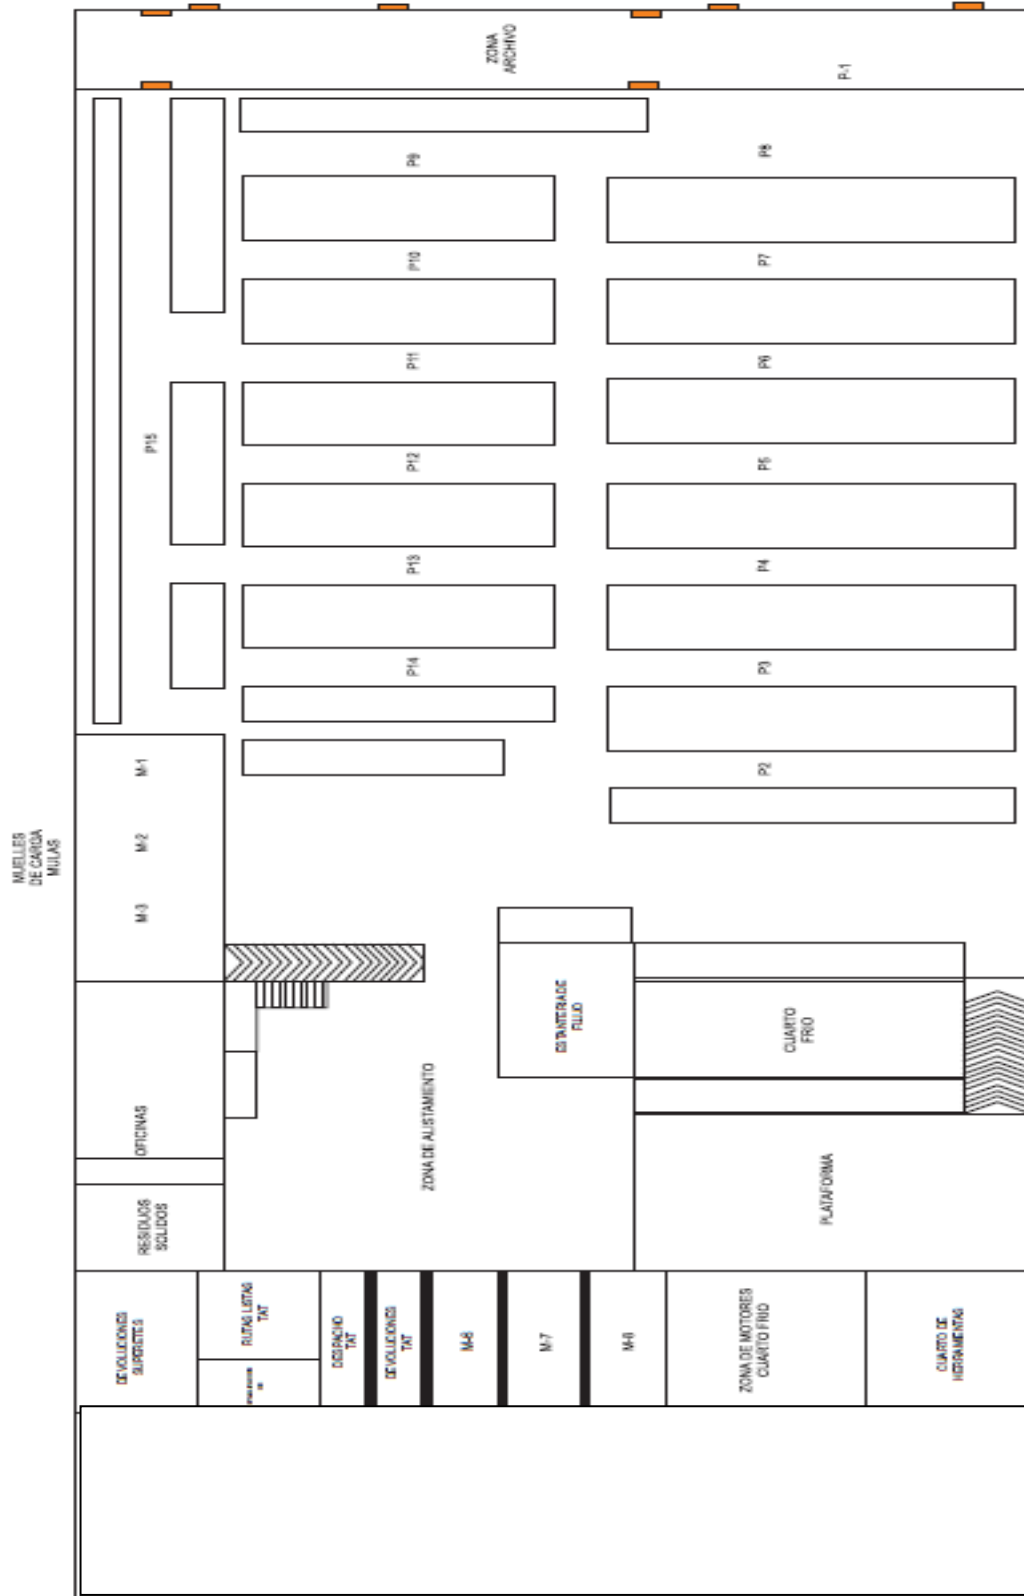 ZONA
ARCHIVO
P-1
P9
P8
P10
P7
P11
P6
P15
P12
P5
P13
P4
P14
P3
M-1
P2
MUELLES
DE CARGA
MULAS
M-2
M-3
ESTANTERIA DE
FLUJO
CUARTO
FRIO
OFICINAS
ZONA DE ALISTAMIENTO
PLATAFORMA
RESIDUOS
SOLIDOS
DEVOLUCIONES
SUPERETES
RUTAS LISTAS
TAT
DESPACHO
TAT
DEVOLUCIONES
TAT
M-6
M-7
M-8
ZONA DE MOTORES
CUARTO FRIO
CUARTO DE
HERRAMIENTAS